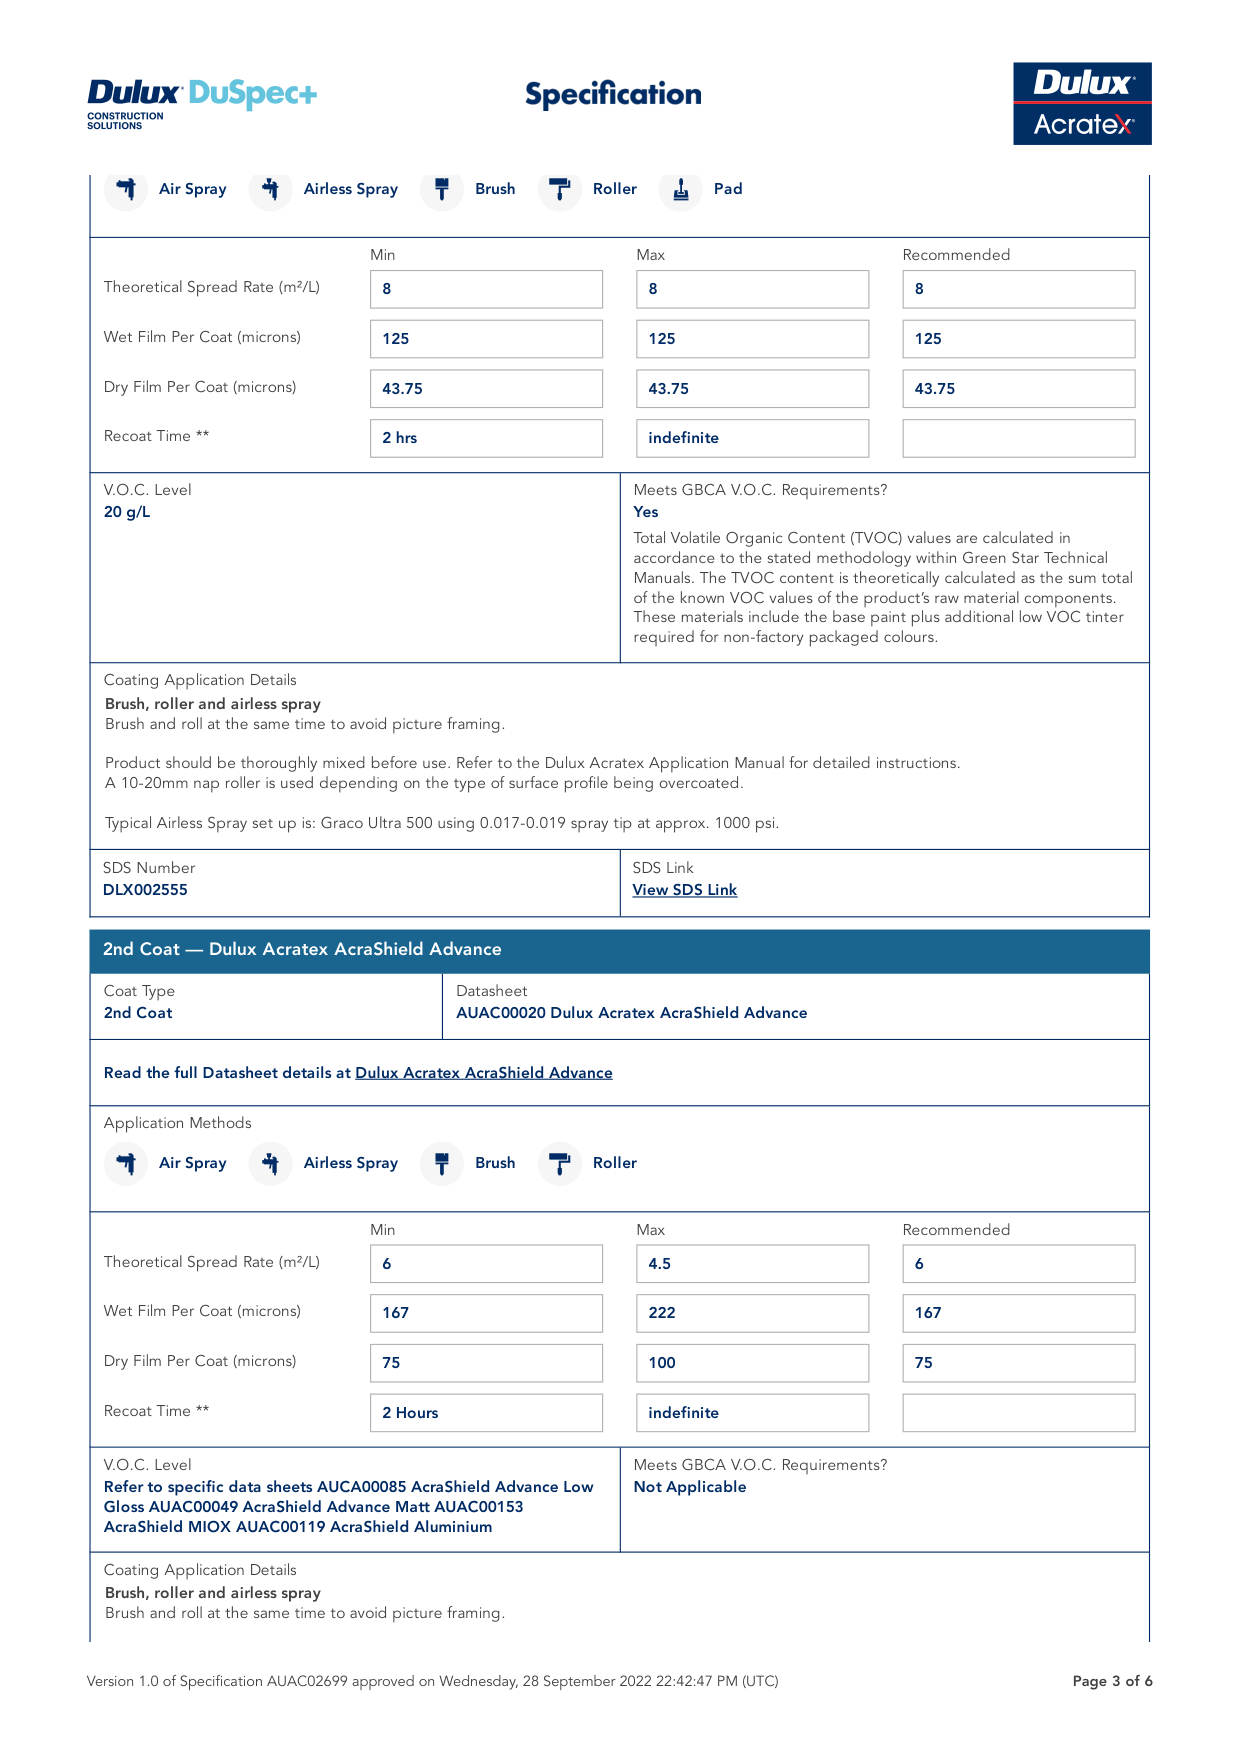 Dulux DuSpec+
CONSTRUCTION
SOLUTIONS
Specification
Dulux
Acratex
Air Spray Airless Spray Brush Roller Pad
Min Max Recommended
Theoretical Spread Rate (m²/L) 8 8 8
Wet Film Per Coat (microns) 125 125 125
Dry Film Per Coat (microns) 43.75 43.75 43.75
Recoat Time ** 2 hrs indefinite
V.O.C. Level
20 g/L
Meets GBCA V.O.C. Requirements?
Yes
Total Volatile Organic Content (TVOC) values are calculated in
accordance to the stated methodology within Green Star Technical
Manuals. The TVOC content is theoretically calculated as the sum total
of the known VOC values of the product's raw material components.
These materials include the base paint plus additional low VOC tinter
required for non-factory packaged colours.
Coating Application Details
Brush, roller and airless spray
Brush and roll at the same time to avoid picture framing.
Product should be thoroughly mixed before use. Refer to the Dulux Acratex Application Manual for detailed instructions.
A 10-20mm nap roller is used depending on the type of surface profile being overcoated.
Typical Airless Spray set up is: Graco Ultra 500 using 0.017-0.019 spray tip at approx. 1000 psi.
SDS Number
DLX002555
SDS Link
View SDS Link
2nd Coat — Dulux Acratex AcraShield Advance
Coat Type
2nd Coat
Datasheet
AUAC00020 Dulux Acratex AcraShield Advance
Read the full Datasheet details at Dulux Acratex AcraShield Advance
Application Methods
Air Spray Airless Spray Brush Roller
Min Max Recommended
Theoretical Spread Rate (m²/L) 6 4.5 6
Wet Film Per Coat (microns) 167 222 167
Dry Film Per Coat (microns) 75 100 75
Recoat Time ** 2 Hours indefinite
V.O.C. Level
Refer to specific data sheets AUCA00085 AcraShield Advance Low
Gloss AUAC00049 AcraShield Advance Matt AUAC00153
AcraShield MIOX AUAC00119 AcraShield Aluminium
Meets GBCA V.O.C. Requirements?
Not Applicable
Coating Application Details
Brush, roller and airless spray
Brush and roll at the same time to avoid picture framing.
Version 1.0 of Specification AUAC02699 approved on Wednesday, 28 September 2022 22:42:47 PM (UTC)
Page 3 of 6